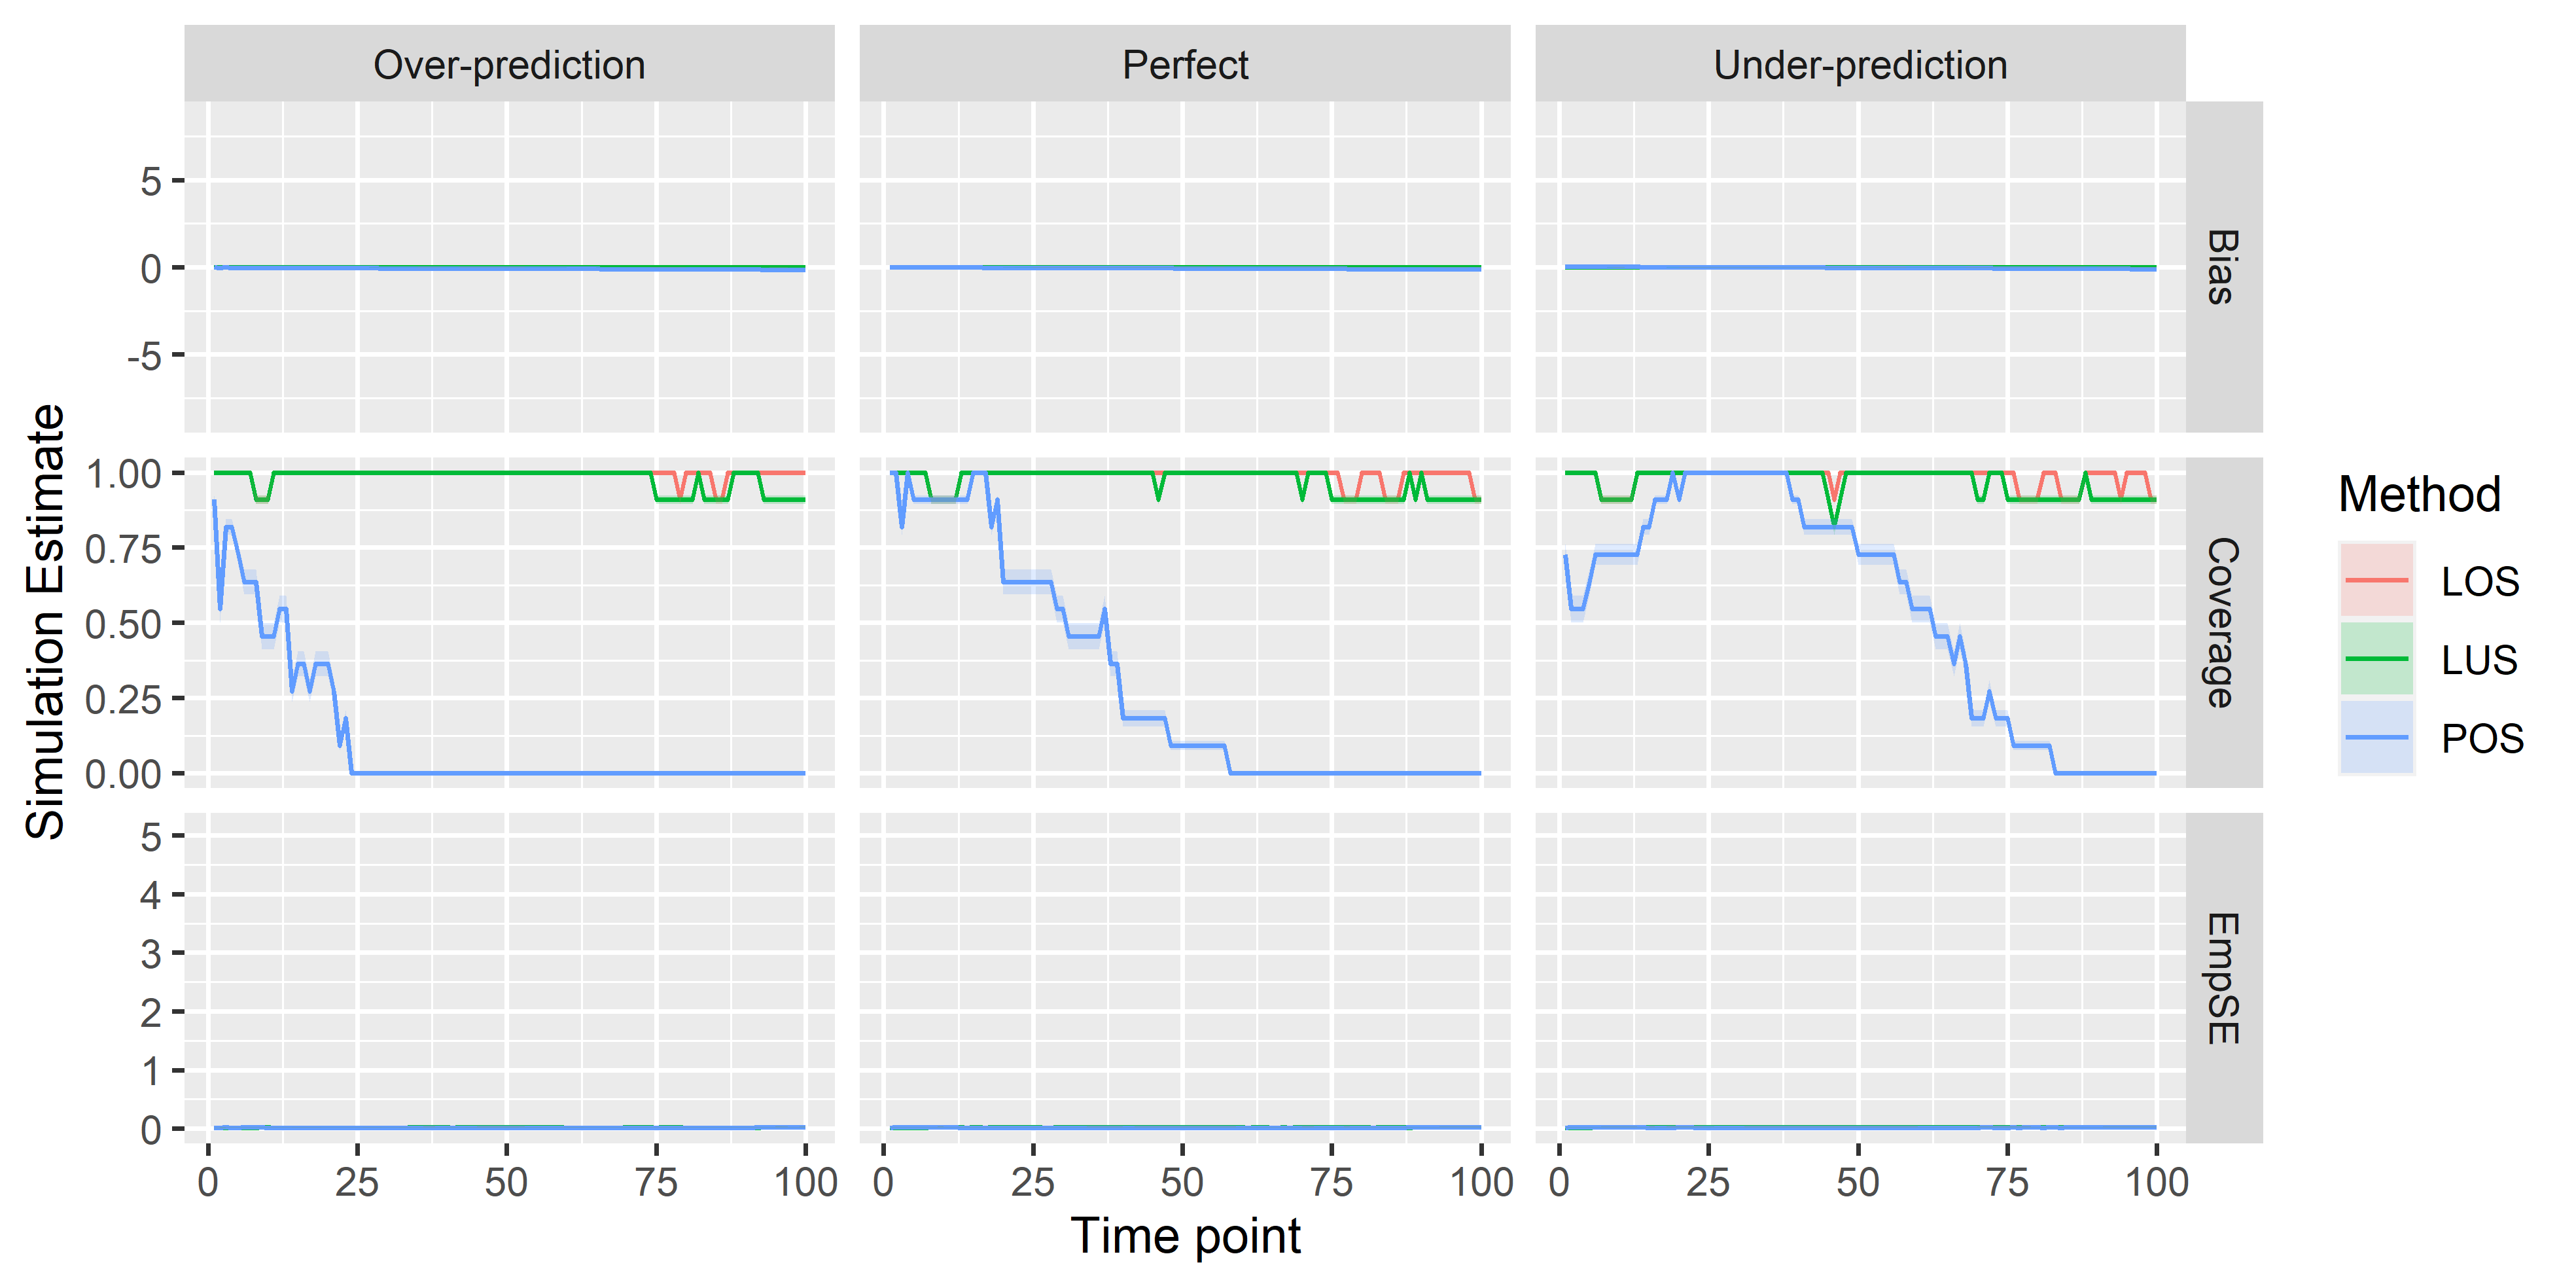 Over-prediction
Perfect
Under-prediction
5
0
-5
Bias
1.00
0.75
0.50
0.25
0.00
Coverage
5
4
3
2
1
0
EmpSE
0 25 50 75 100
0 25 50 75 100
0 25 50 75 100
Time point
Simulation Estimate
Method
LOS
LUS
POS